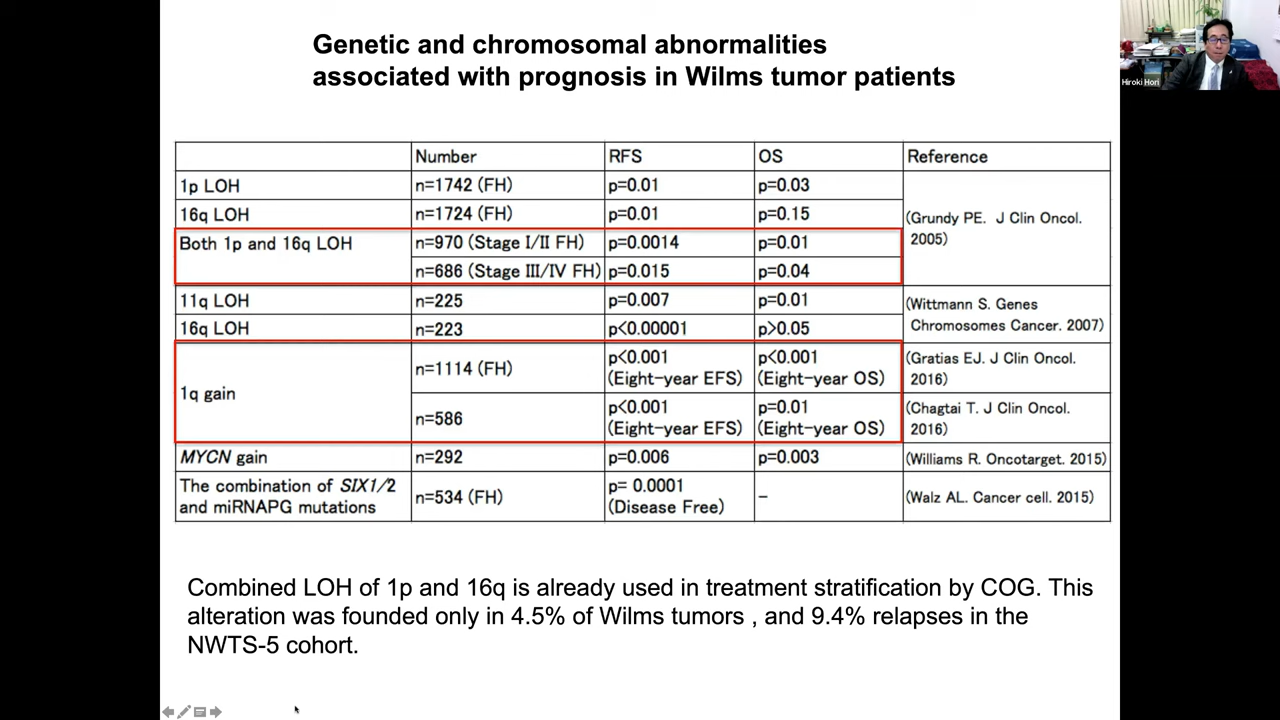 Genetic and chromosomal abnormalities
associated with prognosis in Wilms tumor patients
Hiroki Hori
Number RFS OS Reference
1p LOH n=1742 (FH) p=0.01 p=0.03
16q LOH n=1724 (FH) p=0.01 p=0.15
(Grundy PE. J Clin Oncol.
2005)
Both 1p and 16q LOH n=970 (Stage I/II FH) p=0.0014 p=0.01
n=686 (Stage III/IV FH) p=0.015 p=0.04
11q LOH n=225 p=0.007 p=0.01
16q LOH n=223 p<0.00001 p>0.05
(Wittmann S. Genes
Chromosomes Cancer. 2007)
1q gain
n=1114 (FH)
p<0.001
(Eight-year EFS)
p<0.001
(Eight-year OS)
(Gratias EJ. J Clin Oncol.
2016)
n=586
p<0.001
(Eight-year EFS)
p=0.01
(Eight-year OS)
(Chagtai T. J Clin Oncol.
2016)
MYCN gain n=292 p=0.006 p=0.003 (Williams R. Oncotarget. 2015)
The combination of SIX1/2
and miRNAPG mutations
n=534 (FH)
p= 0.0001
(Disease Free)
-
(Walz AL. Cancer cell. 2015)
Combined LOH of 1p and 16q is already used in treatment stratification by COG. This
alteration was founded only in 4.5% of Wilms tumors , and 9.4% relapses in the
NWTS-5 cohort.